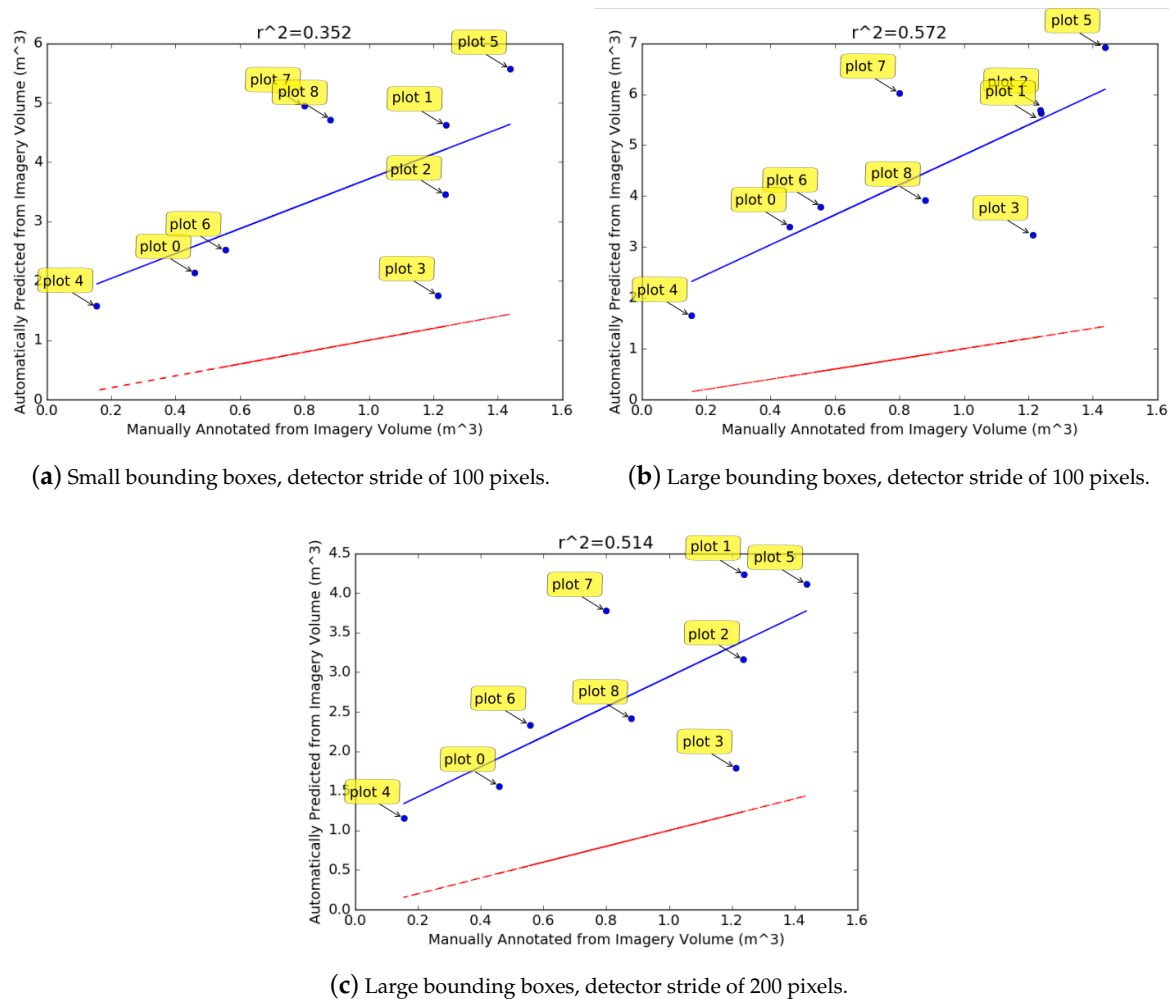 r^2=0.352
Automatically Predicted from Imagery Volume (m^3)
6
5
4
3
2
1
0
plot 5
plot 7
plot 8
plot 1
plot 2
plot 6
plot 0
plot 4
plot 3
0.0 0.2 0.4 0.6 0.8 1.0 1.2 1.4 1.6
Manually Annotated from Imagery Volume (m^3)
(a) Small bounding boxes, detector stride of 100 pixels.
r^2=0.572
Automatically Predicted from Imagery Volume (m^3)
7
6
5
4
3
2
1
0
plot 5
plot 7
plot 2
plot 1
plot 8
plot 6
plot 0
plot 3
plot 4
0.0 0.2 0.4 0.6 0.8 1.0 1.2 1.4 1.6
Manually Annotated from Imagery Volume (m^3)
(b) Large bounding boxes, detector stride of 100 pixels.
r^2=0.514
Automatically Predicted from Imagery Volume (m^3)
4.5
4.0
3.5
3.0
2.5
2.0
1.5
1.0
0.5
0.0
plot 1
plot 5
plot 7
plot 2
plot 8
plot 6
plot 3
plot 0
plot 4
0.0 0.2 0.4 0.6 0.8 1.0 1.2 1.4 1.6
Manually Annotated from Imagery Volume (m^3)
(c) Large bounding boxes, detector stride of 200 pixels.